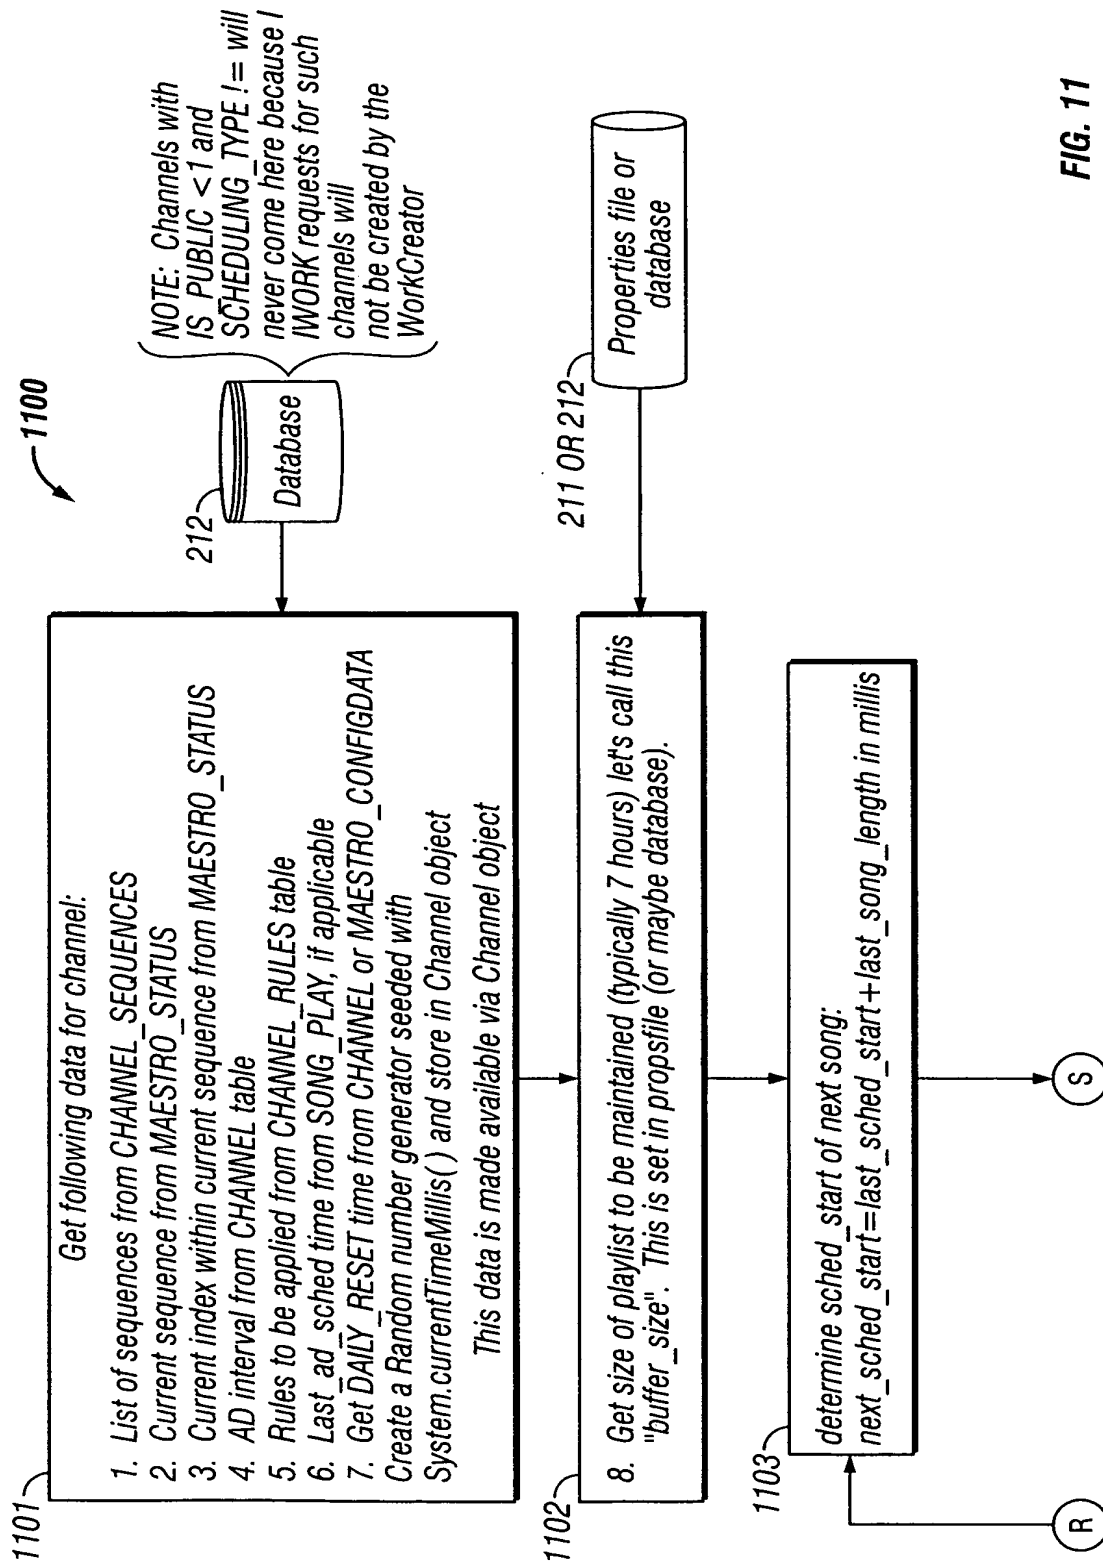 1100
1101
Get following data for channel:
1. List of sequences from CHANNEL_SEQUENCES
2. Current sequence from MAESTRO_STATUS
3. Current index within current sequence from MAESTRO_STATUS
4. AD interval from CHANNEL table
5. Rules to be applied from CHANNEL_RULES table
6. Last_ad_sched time from SONG_PLAY, if applicable
7. Get DAILY_RESET time from CHANNEL or MAESTRO_CONFIGDATA
Create a Random number generator seeded with
System.currentTimeMillis( ) and store in Channel object
This data is made available via Channel object
212
Database
NOTE: Channels with
IS_PUBLIC <1 and
SCHEDULING_TYPE != will
never come here because I
IWORK requests for such
channels will
not be created by the
WorkCreator
1102
8. Get size of playlist to be maintained (typically 7 hours) let's call this
"buffer_size". This is set in propsfile (or maybe database).
211 OR 212
Properties file or
database
1103
determine sched_start of next song:
next_sched_start=last_sched_start+last_song_length in millis
R
S
FIG. 11